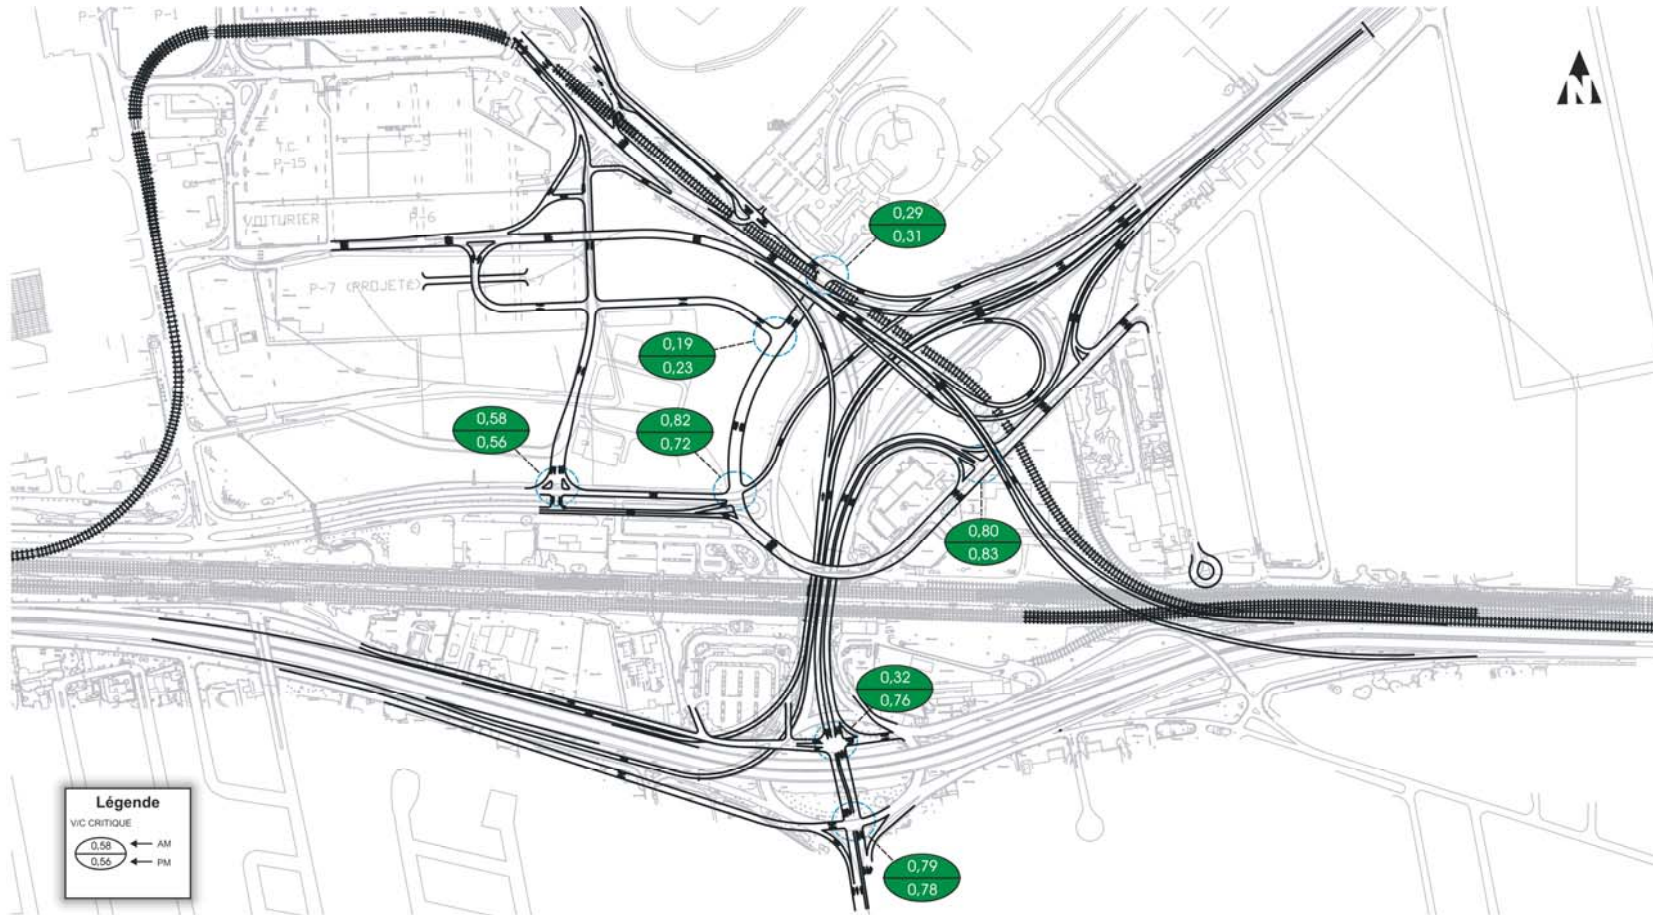 P-1
T.C.
P-15
P-3
VOITURIER
P-6
N
0,29
0,31
P-7 (PROJETÉ)
0,19
0,23
0,58
0,56
0,82
0,72
0,80
0,83
0,32
0,76
0,79
0,78
Légende
V/C CRITIQUE
0,58 AM
0,56 PM